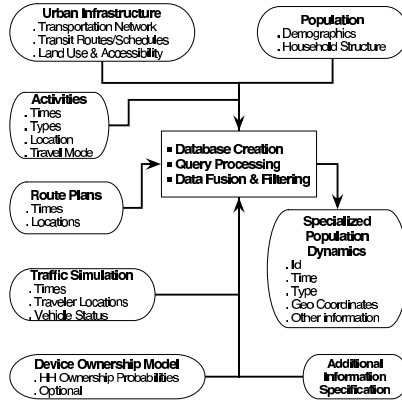 Urban Infrastructure
. Transportation Network
. Transit Routes/Schedules
. Land Use & Accessibility
Population
. Demographics
. Household Structure
Activities
. Times
. Types
. Location
. Travel Mode
▪ Database Creation
▪ Query Processing
▪ Data Fusion & Filtering
Route Plans
. Times
. Locations
Specialized
Population
Dynamics
. Id
. Time
. Type
. Geo Coordinates
. Other information
Traffic Simulation
. Times
. Traveler Locations
. Vehicle Status
Device Ownership Model
. HH Ownership Probabilities
. Optional
Additional
Information
Specification